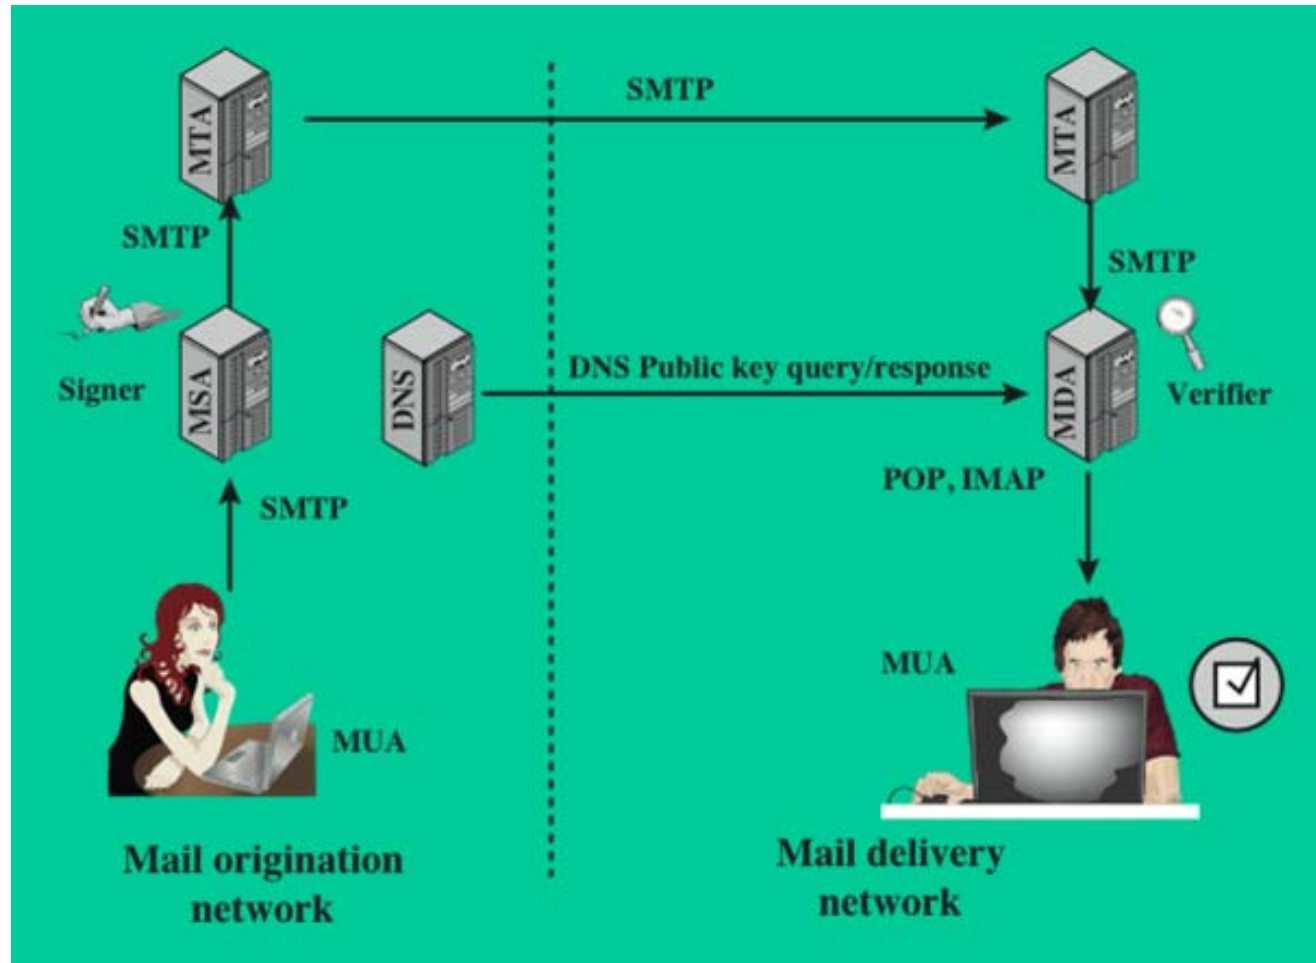 SMTP
MTA
MTA
SMTP
SMTP
Signer
MSA
DNS
DNS Public key query/response
MDA
Verifier
POP, IMAP
SMTP
MUA
MUA
Mail origination
network
Mail delivery
network